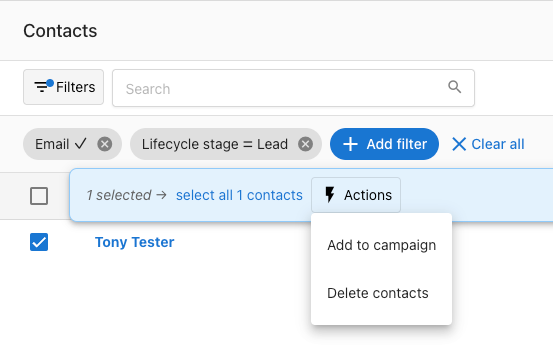 Contacts
Filters
Search
Email ✓
Lifecycle stage = Lead
Add filter
Clear all
1 selected → select all 1 contacts
Actions
Tony Tester
Add to campaign
Delete contacts